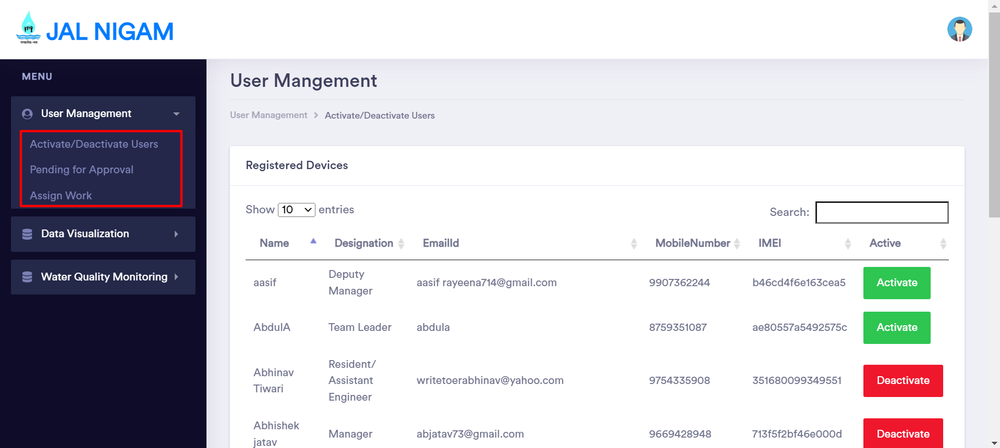 JAL NIGAM
MENU
User Management
Activate/Deactivate Users
Pending for Approval
Assign Work
Data Visualization
Water Quality Monitoring
User Mangement
User Management > Activate/Deactivate Users
Registered Devices
Show 10 entries
Search:
Name Designation EmailId MobileNumber IMEI Active
aasif Deputy Manager aasif rayeena714@gmail.com 9907362244 b46cd4f6e163cea5 Activate
AbdulA Team Leader abdula 8759351087 ae80557a5492575c Activate
Abhinav Tiwari Resident/ Assistant Engineer writetoerabhinav@yahoo.com 9754335908 351680099349551 Deactivate
Abhishek jatav Manager abjatav73@gmail.com 9669428948 713f5f2bf46e000d Deactivate